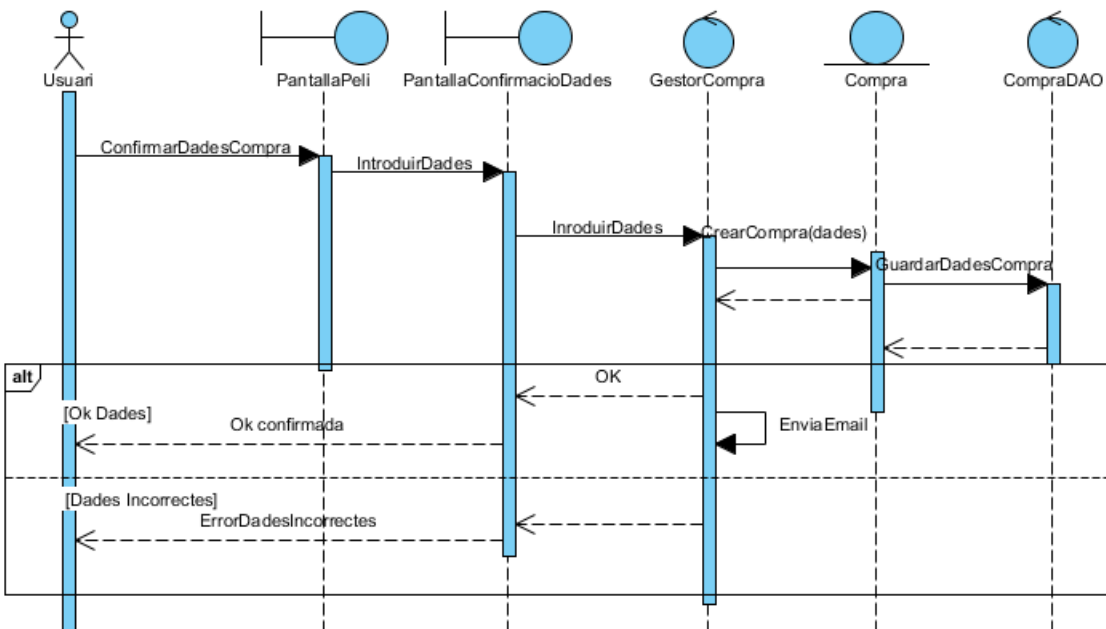 Usuari
PantallaPeli
PantallaConfirmacioDades
GestorCompra
Compra
CompraDAO
ConfirmarDadesCompra
IntroduirDades
InroduirDades
CrearCompra(dades)
GuardarDadesCompra
alt
OK
[Ok Dades]
Ok confirmada
EnviaEmail
[Dades Incorrectes]
ErrorDadesIncorrectes